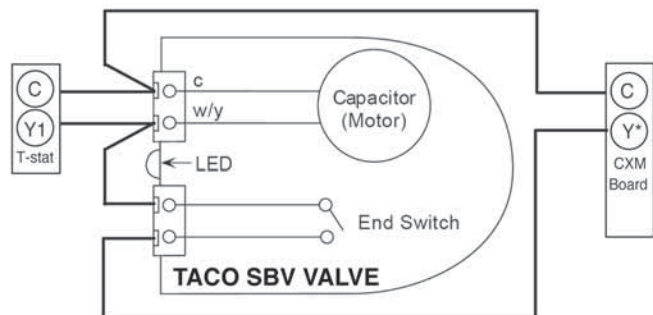 C
Y1
T-stat
c
w/y
LED
Capacitor
(Motor)
End Switch
TACO SBV VALVE
C
Y*
CXM
Board